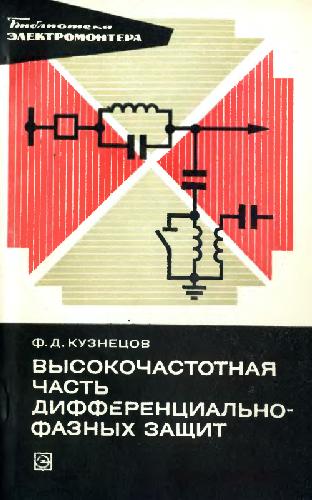 Библиотека
ЭЛЕКТРОМОНТЕРА
Ф. Д. КУЗНЕЦОВ
ВЫСОКОЧАСТОТНАЯ
ЧАСТЬ
ДИФФЕРЕНЦИАЛЬНО-
ФАЗНЫХ ЗАЩИТ